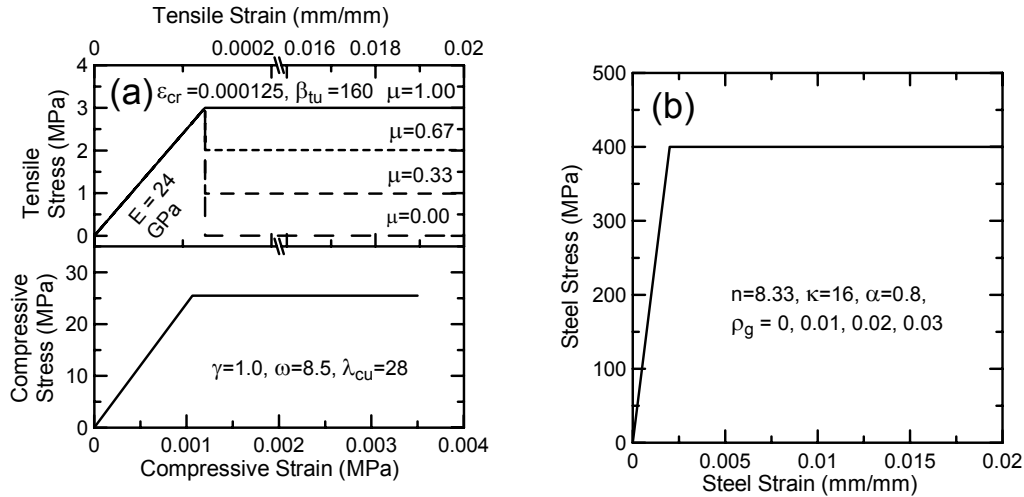 Tensile Strain (mm/mm)
0 0.0002 0.016 0.018 0.02
(a)
ε_cr=0.000125, β_tu=160 μ=1.00
μ=0.67
μ=0.33
μ=0.00
E = 24
GPa
4
3
2
1
0
Tensile
Stress (MPa)
30
20
10
0
Compressive
Stress (MPa)
γ=1.0, ω=8.5, λ_cu=28
0 0.001 0.002 0.003 0.004
Compressive Strain (MPa)
(b)
500
400
300
200
100
0
Steel Stress (MPa)
n=8.33, κ=16, α=0.8,
ρ_g = 0, 0.01, 0.02, 0.03
0 0.005 0.01 0.015 0.02
Steel Strain (mm/mm)